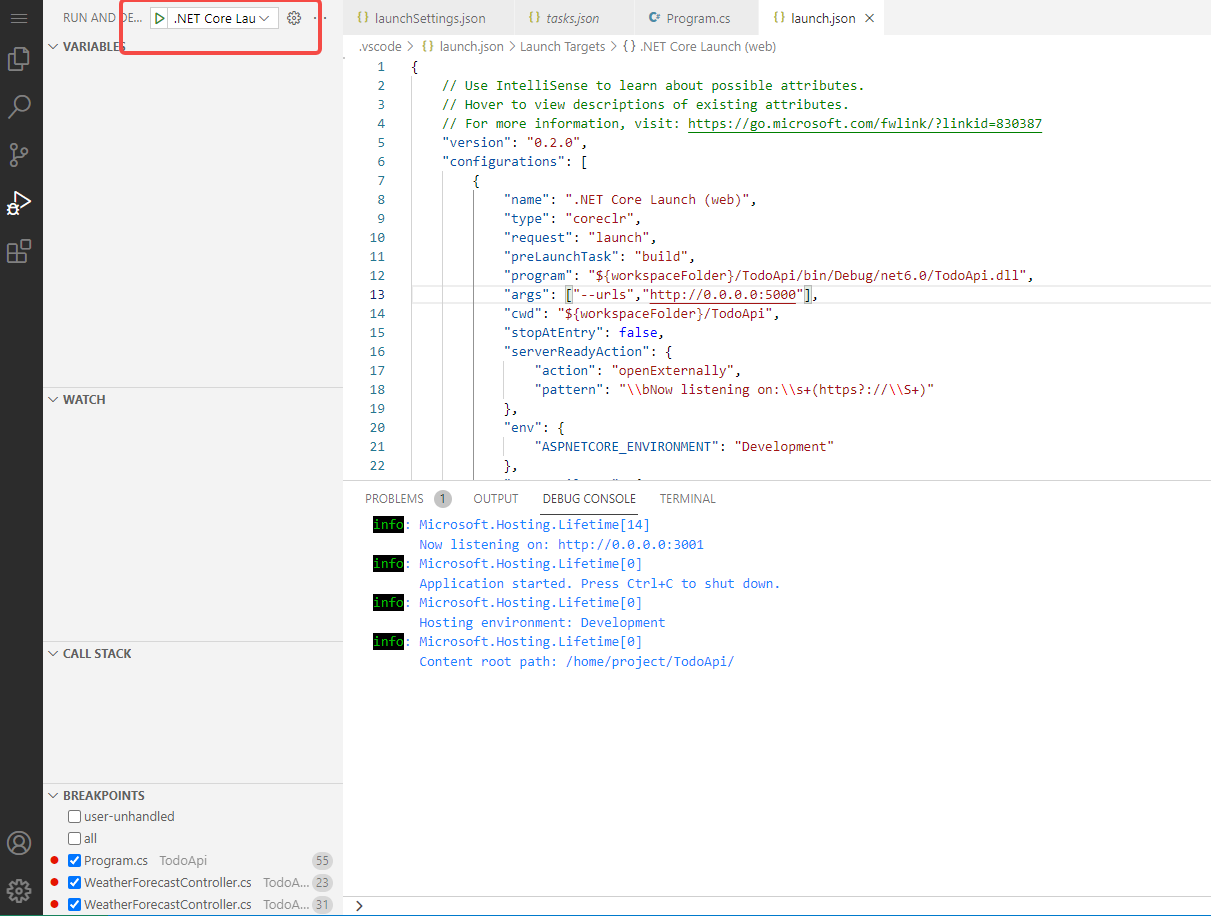 RUN AND DE... .NET Core Lau
VARIABLES
WATCH
CALL STACK
BREAKPOINTS
user-unhandled
all
Program.cs TodoApi 55
WeatherForecastController.cs TodoA... 23
WeatherForecastController.cs TodoA... 31
launchSettings.json tasks.json Program.cs launch.json
.vscode > {} launch.json > Launch Targets > {} .NET Core Launch (web)
1 {
2 // Use IntelliSense to learn about possible attributes.
3 // Hover to view descriptions of existing attributes.
4 // For more information, visit: https://go.microsoft.com/fwlink/?linkid=830387
5 "version": "0.2.0",
6 "configurations": [
7 {
8 "name": ".NET Core Launch (web)",
9 "type": "coreclr",
10 "request": "launch",
11 "preLaunchTask": "build",
12 "program": "${workspaceFolder}/TodoApi/bin/Debug/net6.0/TodoApi.dll",
13 "args": ["--urls","http://0.0.0.0:5000"],
14 "cwd": "${workspaceFolder}/TodoApi",
15 "stopAtEntry": false,
16 "serverReadyAction": {
17 "action": "openExternally",
18 "pattern": "\\bNow listening on:\\s+(https?://\\S+)"
19 },
20 "env": {
21 "ASPNETCORE_ENVIRONMENT": "Development"
22 },
PROBLEMS 1 OUTPUT DEBUG CONSOLE TERMINAL
info: Microsoft.Hosting.Lifetime[14]
Now listening on: http://0.0.0.0:3001
info: Microsoft.Hosting.Lifetime[0]
Application started. Press Ctrl+C to shut down.
info: Microsoft.Hosting.Lifetime[0]
Hosting environment: Development
info: Microsoft.Hosting.Lifetime[0]
Content root path: /home/project/TodoApi/